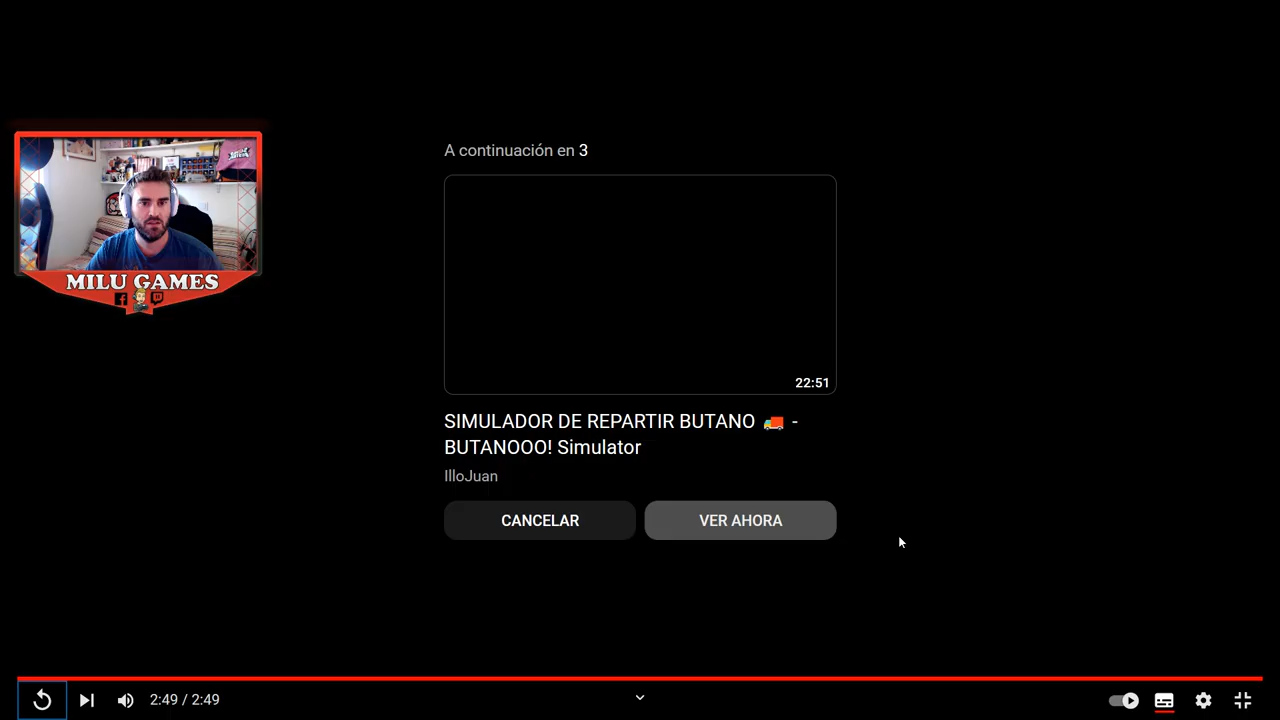 A continuación en 3
22:51
SIMULADOR DE REPARTIR BUTANO 🚛 -
BUTANOOO! Simulator
IlloJuan
CANCELAR
VER AHORA
MILU GAMES
2:49 / 2:49